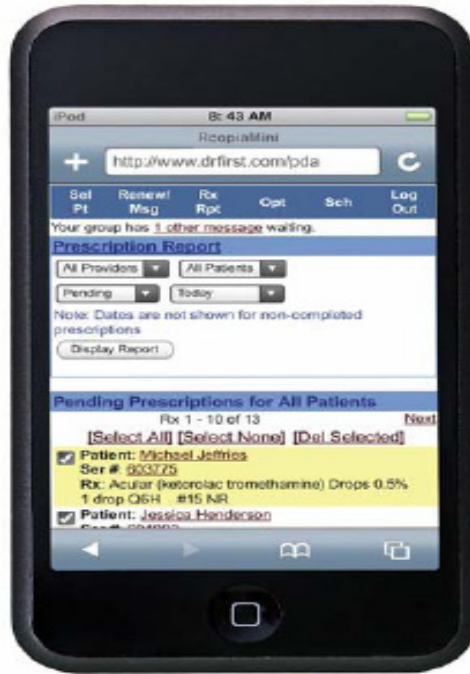 iPod 8:43 AM
RcopiaMini
http://www.drfirst.com/pda
Sel Pt Renew/ Msg Rx Rpt Opt Sch Log Out
Your group has 1 other message waiting.
Prescription Report
All Providers All Patients
Pending Today
Note: Dates are not shown for non-completed
prescriptions
Display Report
Pending Prescriptions for All Patients
Rx 1 - 10 of 13 Next
[Select All] [Select None] [Del Selected]
Patient: Michael Jeffries
Ser #: 603775
Rx: Acular (ketorolac tromethamine) Drops 0.5%
1 drop Q6H #15 NR
Patient: Jessica Henderson